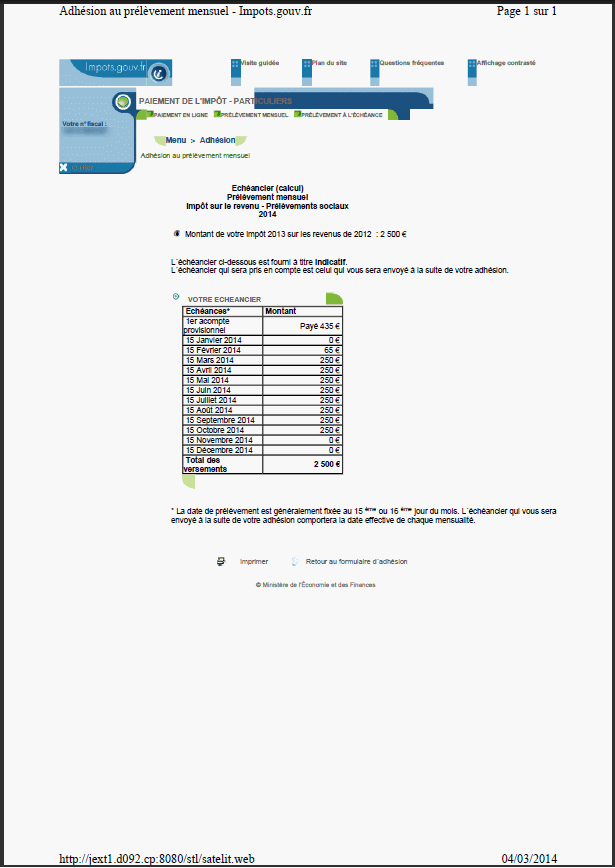 Adhésion au prélèvement mensuel - Impots.gouv.fr Page 1 sur 1
Impots.gouv.fr Visite guidée Plan du site Questions fréquentes Affichage contrasté
PAIEMENT DE L'IMPÔT - PARTICULIERS
PAIEMENT EN LIGNE PRÉLÈVEMENT MENSUEL PRÉLÈVEMENT À L'ÉCHÉANCE
Votre n°fiscal :
Menu > Adhésion
Adhésion au prélèvement mensuel
Echéancier (calcul)
Prélèvement mensuel
Impôt sur le revenu - Prélèvements sociaux
2014
Montant de votre impôt 2013 sur les revenus de 2012 : 2 500 €
L`échéancier ci-dessous est fourni à titre indicatif.
L`échéancier qui sera pris en compte est celui qui vous sera envoyé à la suite de votre adhésion.
VOTRE ECHEANCIER
Echéances* Montant
1er acompte
provisionnel Payé 435 €
15 Janvier 2014 0 €
15 Février 2014 65 €
15 Mars 2014 250 €
15 Avril 2014 250 €
15 Mai 2014 250 €
15 Juin 2014 250 €
15 Juillet 2014 250 €
15 Août 2014 250 €
15 Septembre 2014 250 €
15 Octobre 2014 250 €
15 Novembre 2014 0 €
15 Décembre 2014 0 €
Total des
versements 2 500 €
* La date de prélèvement est généralement fixée au 15 ème ou 16 ème jour du mois. L`échéancier qui vous sera
envoyé à la suite de votre adhésion comportera la date effective de chaque mensualité.
Imprimer Retour au formulaire d`adhésion
© Ministère de l'Économie et des Finances
http://jext1.d092.cp:8080/stl/satelit.web 04/03/2014